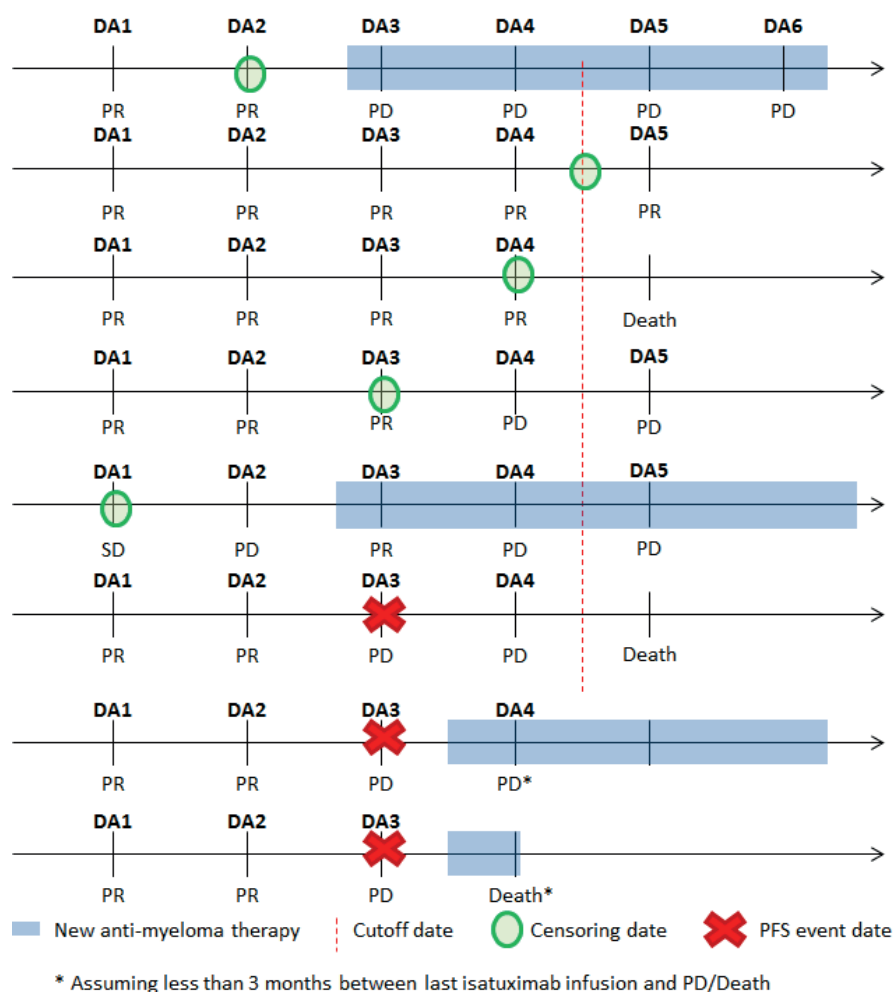 DA1 DA2 DA3 DA4 DA5 DA6
PR PR PD PD PD PD
DA1 DA2 DA3 DA4 DA5
PR PR PR PR PR
DA1 DA2 DA3 DA4
PR PR PR PR Death
DA1 DA2 DA3 DA4 DA5
PR PR PR PD PD
DA1 DA2 DA3 DA4 DA5
SD PD PR PD PD
DA1 DA2 DA3 DA4
PR PR PD PD Death
DA1 DA2 DA3 DA4
PR PR PD PD*
DA1 DA2 DA3
PR PR PD Death*
New anti-myeloma therapy Cutoff date Censoring date PFS event date
* Assuming less than 3 months between last isatuximab infusion and PD/Death